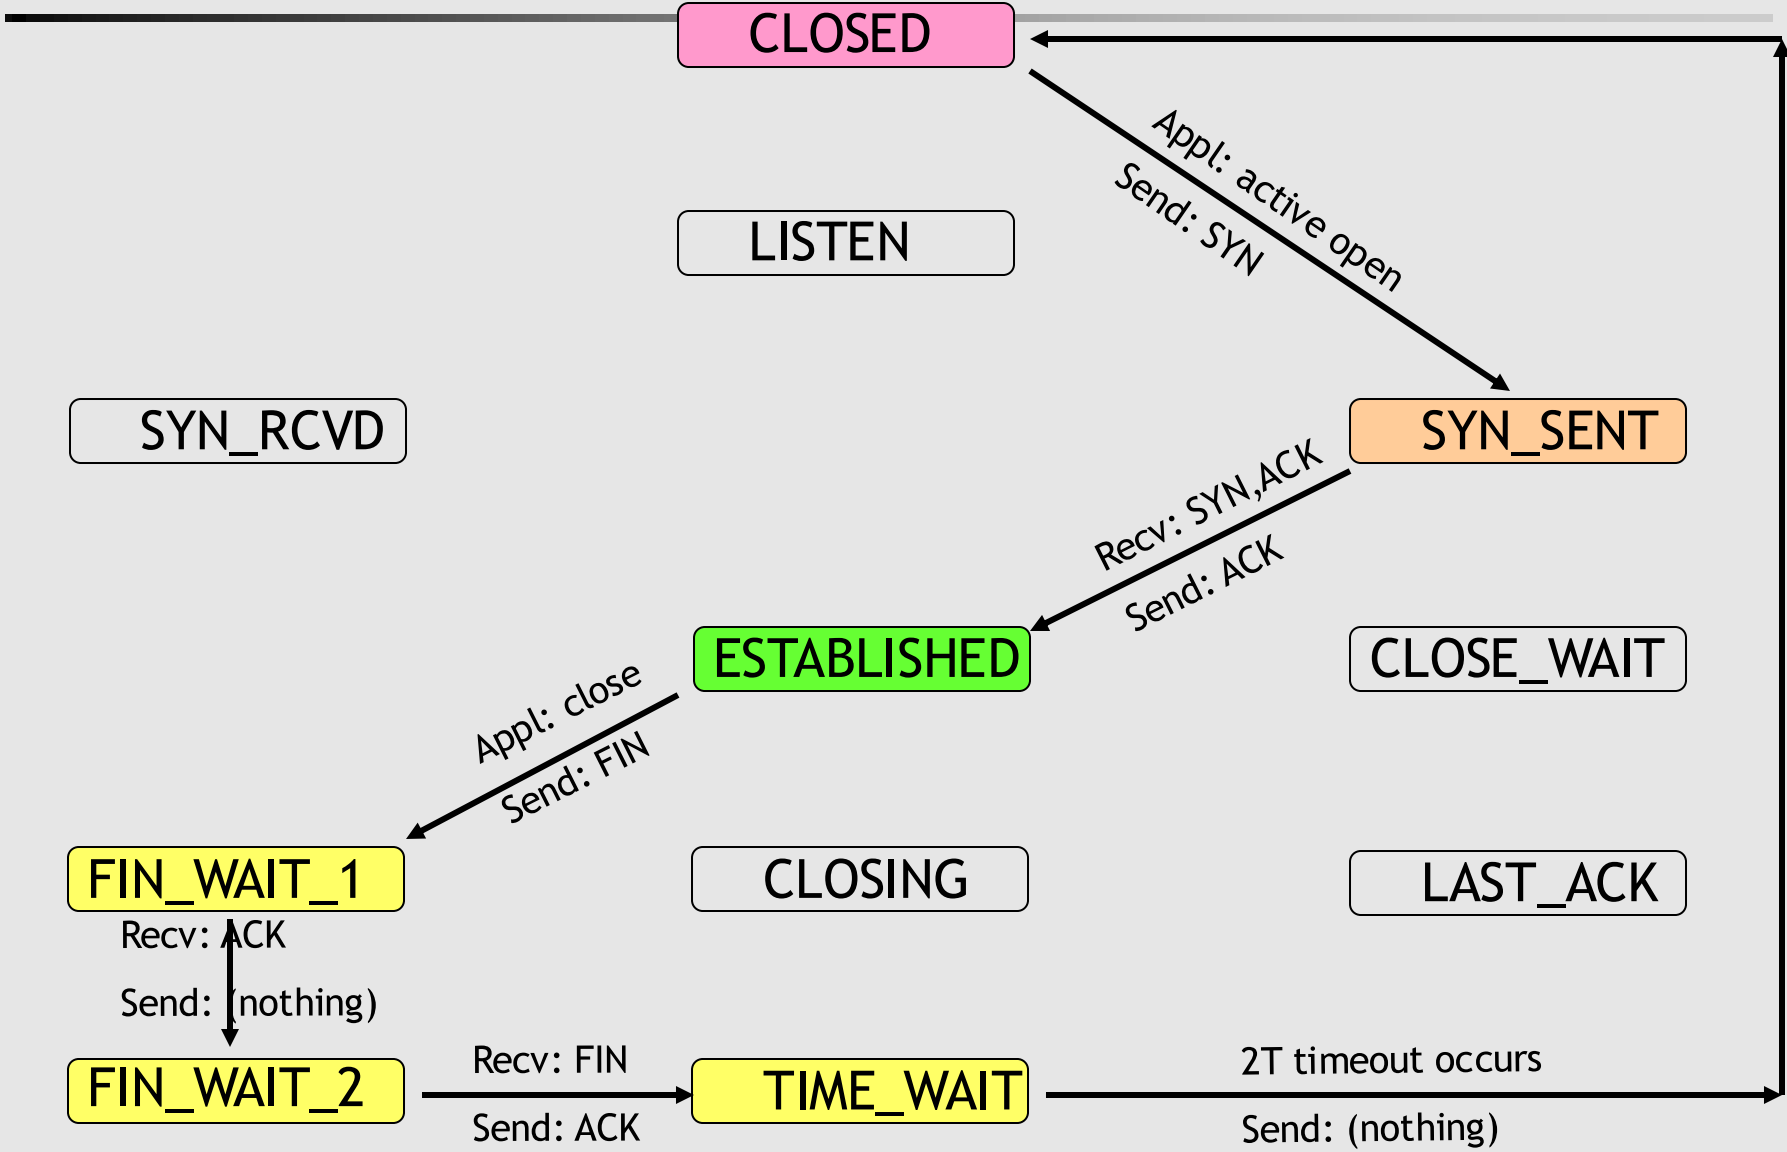 CLOSED
Appl: active open
Send: SYN
LISTEN
SYN_RCVD
SYN_SENT
Recv: SYN,ACK
Send: ACK
ESTABLISHED
CLOSE_WAIT
Appl: close
Send: FIN
FIN_WAIT_1
CLOSING
LAST_ACK
Recv: ACK
Send: (nothing)
FIN_WAIT_2
Recv: FIN
Send: ACK
TIME_WAIT
2T timeout occurs
Send: (nothing)